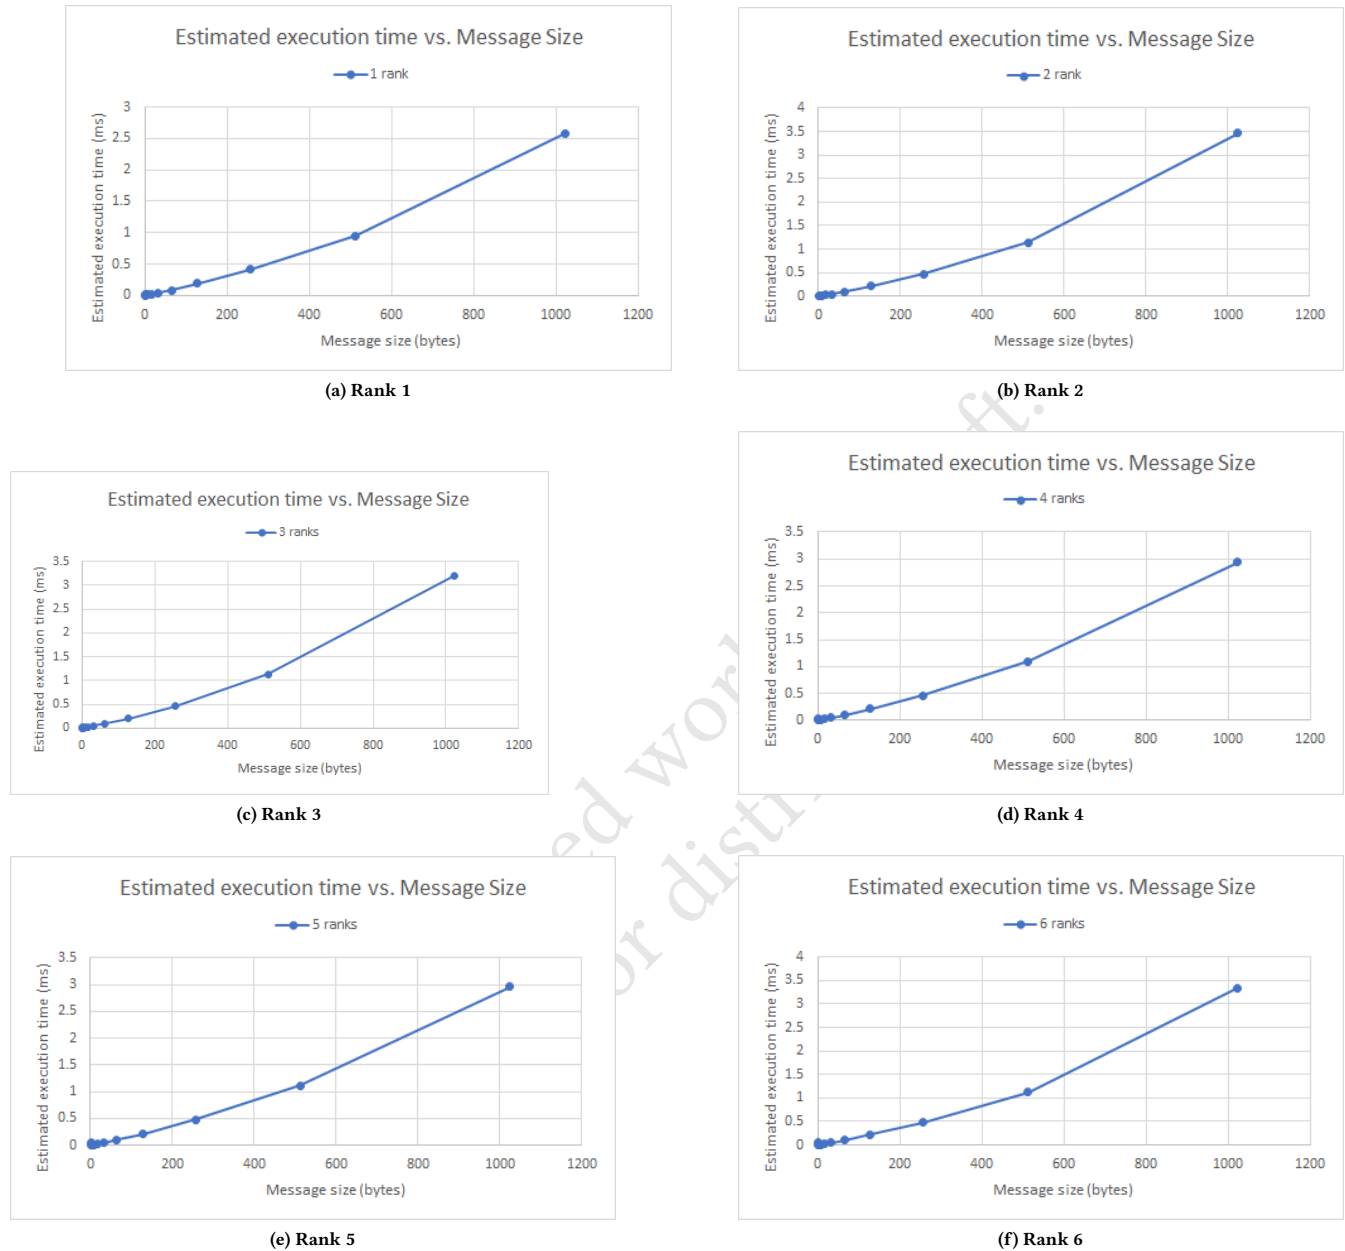 Estimated execution time vs. Message Size
1 rank
Estimated execution time (ms)
3
2.5
2
1.5
1
0.5
0
0 200 400 600 800 1000 1200
Message size (bytes)
(a) Rank 1
Estimated execution time vs. Message Size
2 rank
Estimated execution time (ms)
4
3.5
3
2.5
2
1.5
1
0.5
0
0 200 400 600 800 1000 1200
Message size (bytes)
(b) Rank 2
Estimated execution time vs. Message Size
3 ranks
Estimated execution time (ms)
3.5
3
2.5
2
1.5
1
0.5
0
0 200 400 600 800 1000 1200
Message size (bytes)
(c) Rank 3
Estimated execution time vs. Message Size
4 ranks
Estimated execution time (ms)
3.5
3
2.5
2
1.5
1
0.5
0
0 200 400 600 800 1000 1200
Message size (bytes)
(d) Rank 4
Estimated execution time vs. Message Size
5 ranks
Estimated execution time (ms)
3.5
3
2.5
2
1.5
1
0.5
0
0 200 400 600 800 1000 1200
Message size (bytes)
(e) Rank 5
Estimated execution time vs. Message Size
6 ranks
Estimated execution time (ms)
4
3.5
3
2.5
2
1.5
1
0.5
0
0 200 400 600 800 1000 1200
Message size (bytes)
(f) Rank 6